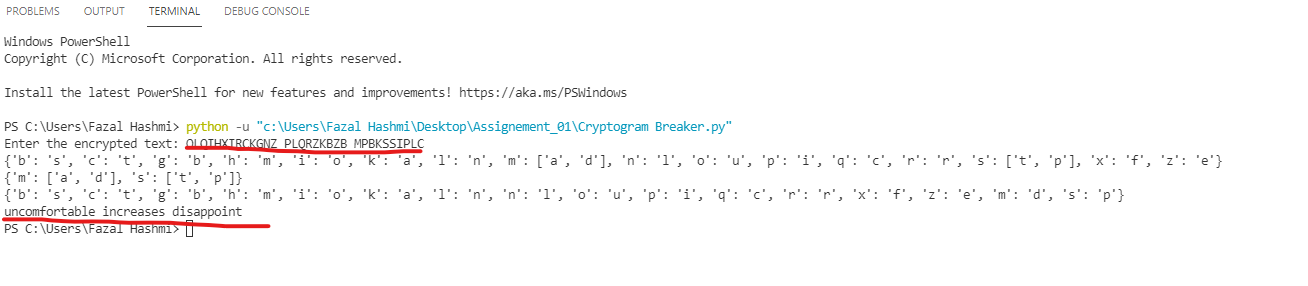 PROBLEMS OUTPUT TERMINAL DEBUG CONSOLE
Windows PowerShell
Copyright (C) Microsoft Corporation. All rights reserved.
Install the latest PowerShell for new features and improvements! https://aka.ms/PSWindows
PS C:\Users\Fazal Hashmi> python -u "c:\Users\Fazal Hashmi\Desktop\Assignement_01\Cryptogram Breaker.py"
Enter the encrypted text: OLQIHXIRCKGNZ PLQRZKBZB MPBKSSIPLC
{'b': 's', 'c': 't', 'g': 'b', 'h': 'm', 'i': 'o', 'k': 'a', 'l': 'n', 'm': ['a', 'd'], 'n': 'l', 'o': 'u', 'p': 'i', 'q': 'c', 'r': 'r', 's': ['t', 'p'], 'x': 'f', 'z': 'e'}
{'m': ['a', 'd'], 's': ['t', 'p']}
{'b': 's', 'c': 't', 'g': 'b', 'h': 'm', 'i': 'o', 'k': 'a', 'l': 'n', 'n': 'l', 'o': 'u', 'p': 'i', 'q': 'c', 'r': 'r', 'x': 'f', 'z': 'e', 'm': 'd', 's': 'p'}
uncomfortable increases disappoint
PS C:\Users\Fazal Hashmi>